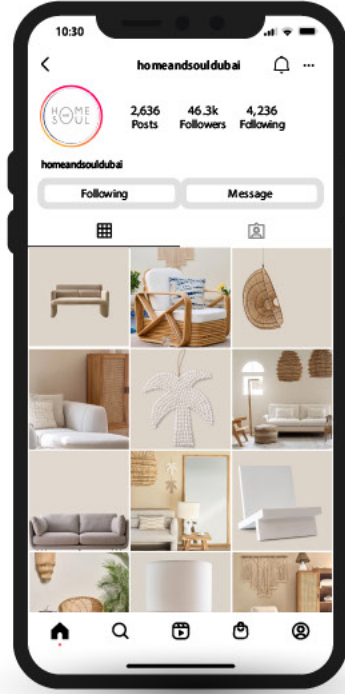 10:30
homeandsouldubai
HOME
SOUL
2,636 46.3k 4,236
Posts Followers Following
homeandsouldubai
Following Message